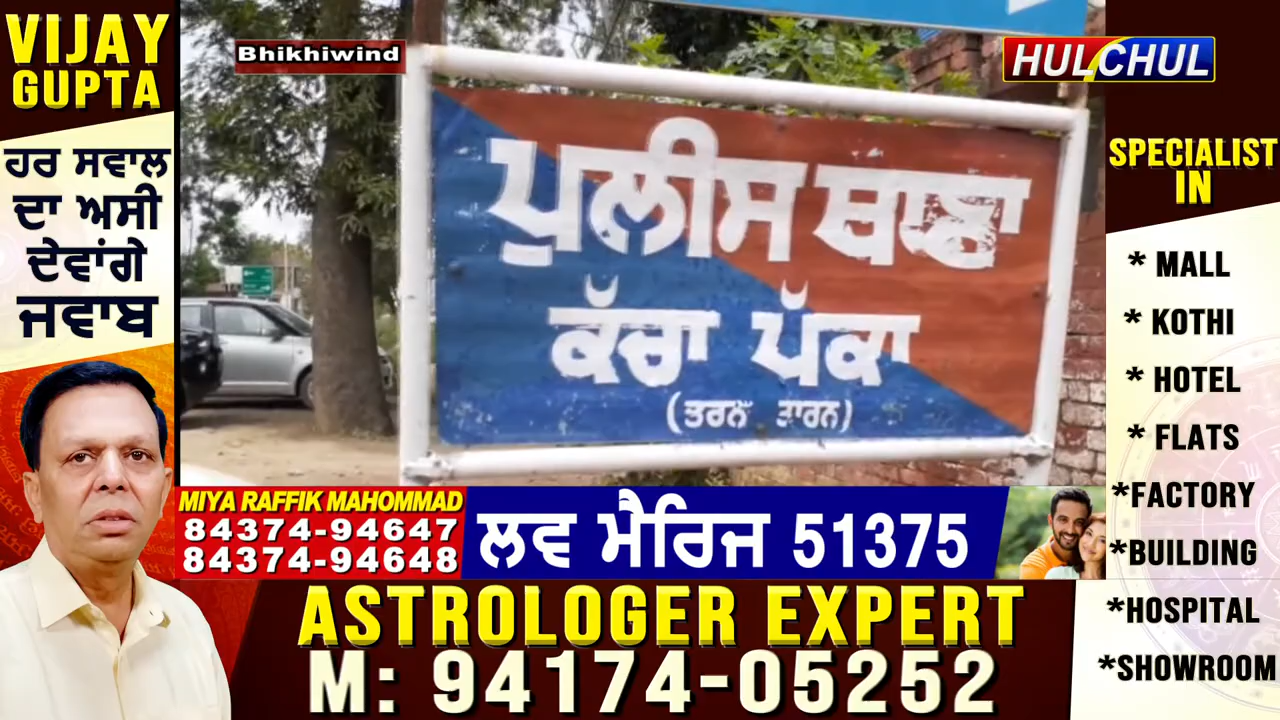 VIJAY
GUPTA
ਹਰ ਸਵਾਲ
ਦਾ ਅਸੀ
ਦੇਵਾਂਗੇ
ਜਵਾਬ
Bhikhiwind
HULCHUL
ਪੁਲੀਸ ਥਾਣਾ
ਕੱਚਾ ਪੱਕਾ
(ਤਰਨ ਤਾਰਨ)
SPECIALIST
IN
* MALL
* KOTHI
* HOTEL
* FLATS
*FACTORY
*BUILDING
*HOSPITAL
*SHOWROOM
MIYA RAFFIK MAHOMMAD
84374-94647
84374-94648
ਲਵ ਮੈਰਿਜ 51375
ASTROLOGER EXPERT
M: 94174-05252